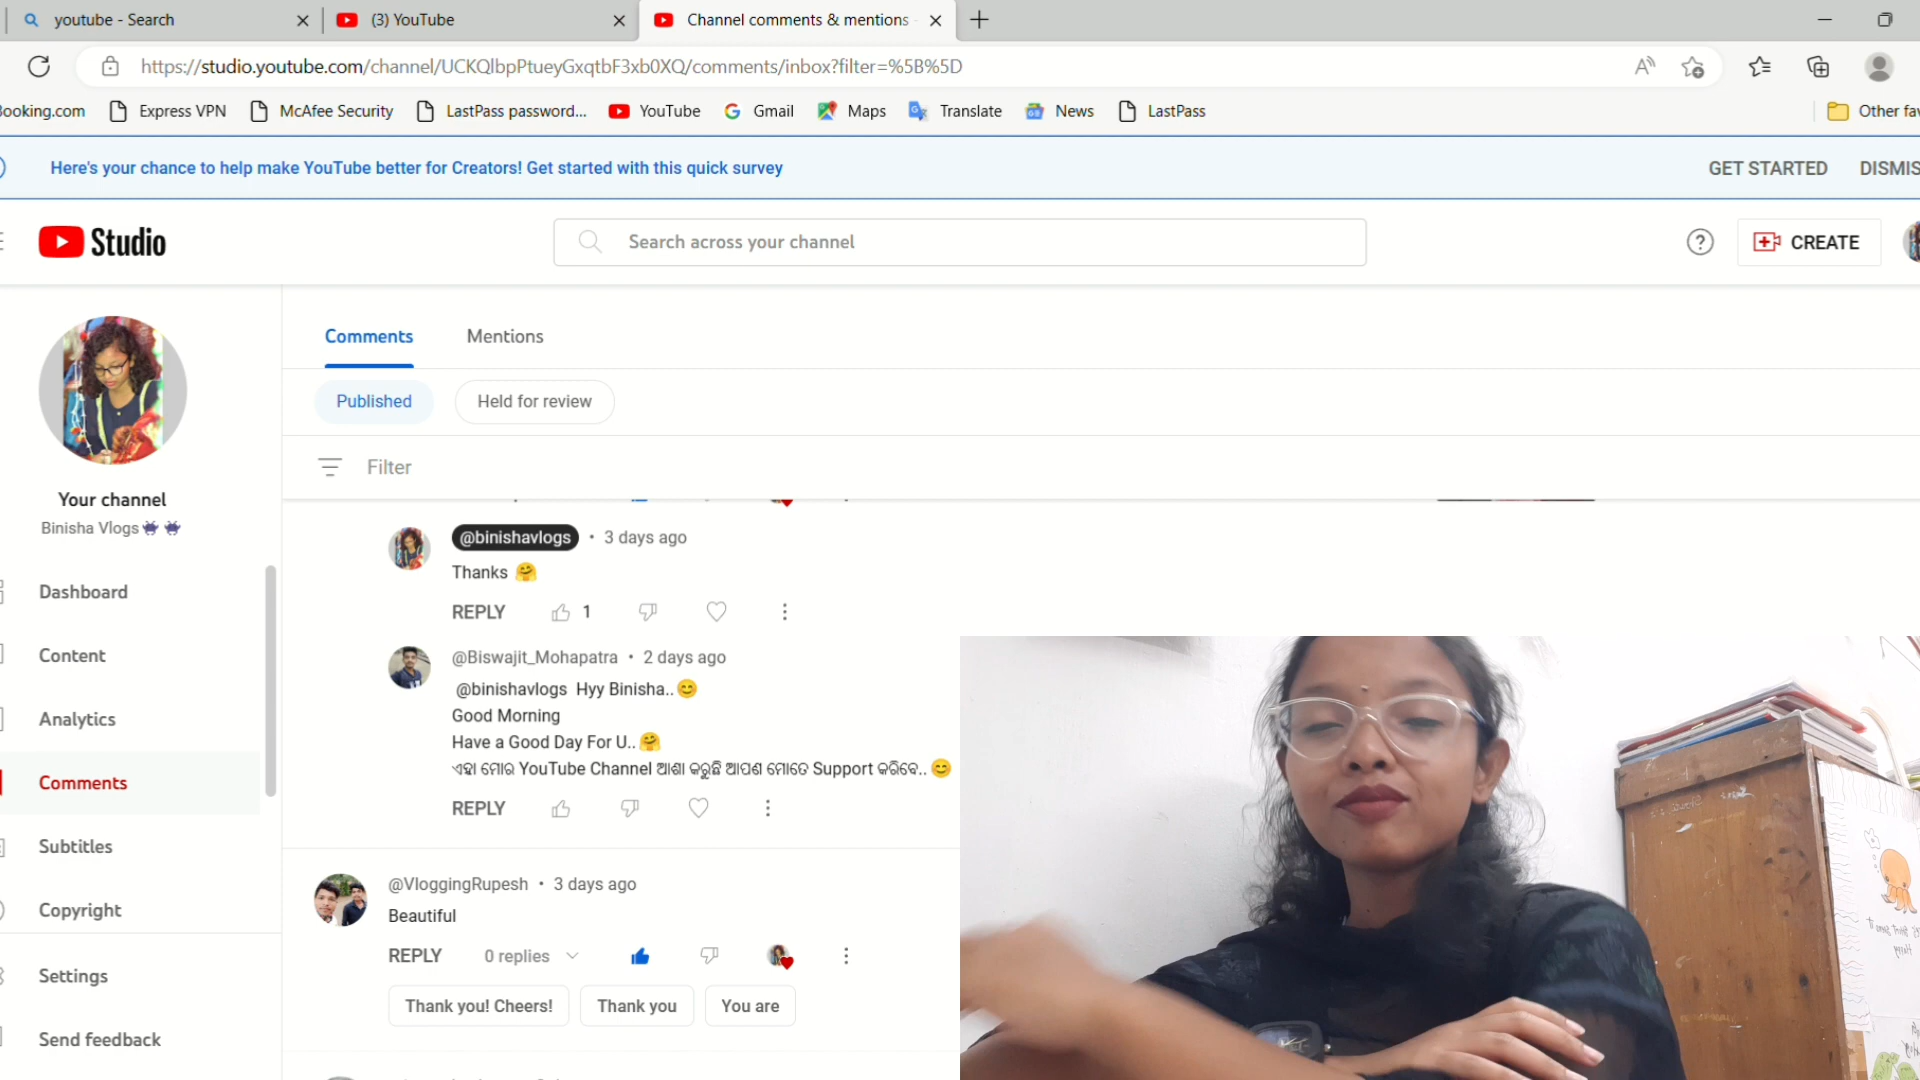 youtube - Search
(3) YouTube
Channel comments & mentions
https://studio.youtube.com/channel/UCKQlbpPtueyGxqtbF3xb0XQ/comments/inbox?filter=%5B%5D
Booking.com
Express VPN
McAfee Security
LastPass password...
YouTube
Gmail
Maps
Translate
News
LastPass
Other fav
Here's your chance to help make YouTube better for Creators! Get started with this quick survey
GET STARTED
DISMIS
Studio
Search across your channel
CREATE
Comments
Mentions
Published
Held for review
Filter
Your channel
Binisha Vlogs👾 👾
Dashboard
Content
Analytics
Comments
Subtitles
Copyright
Settings
Send feedback
@binishavlogs • 3 days ago
Thanks 🤗
REPLY 1
@Biswajit_Mohapatra • 2 days ago
@binishavlogs Hyy Binisha..😊
Good Morning
Have a Good Day For U..🤗
ଏହା ମୋର YouTube Channel ଆଶା କରୁଛି ଆପଣ ମୋତେ Support କରିବେ..😊
REPLY
@VloggingRupesh • 3 days ago
Beautiful
REPLY 0 replies
Thank you! Cheers!
Thank you
You are